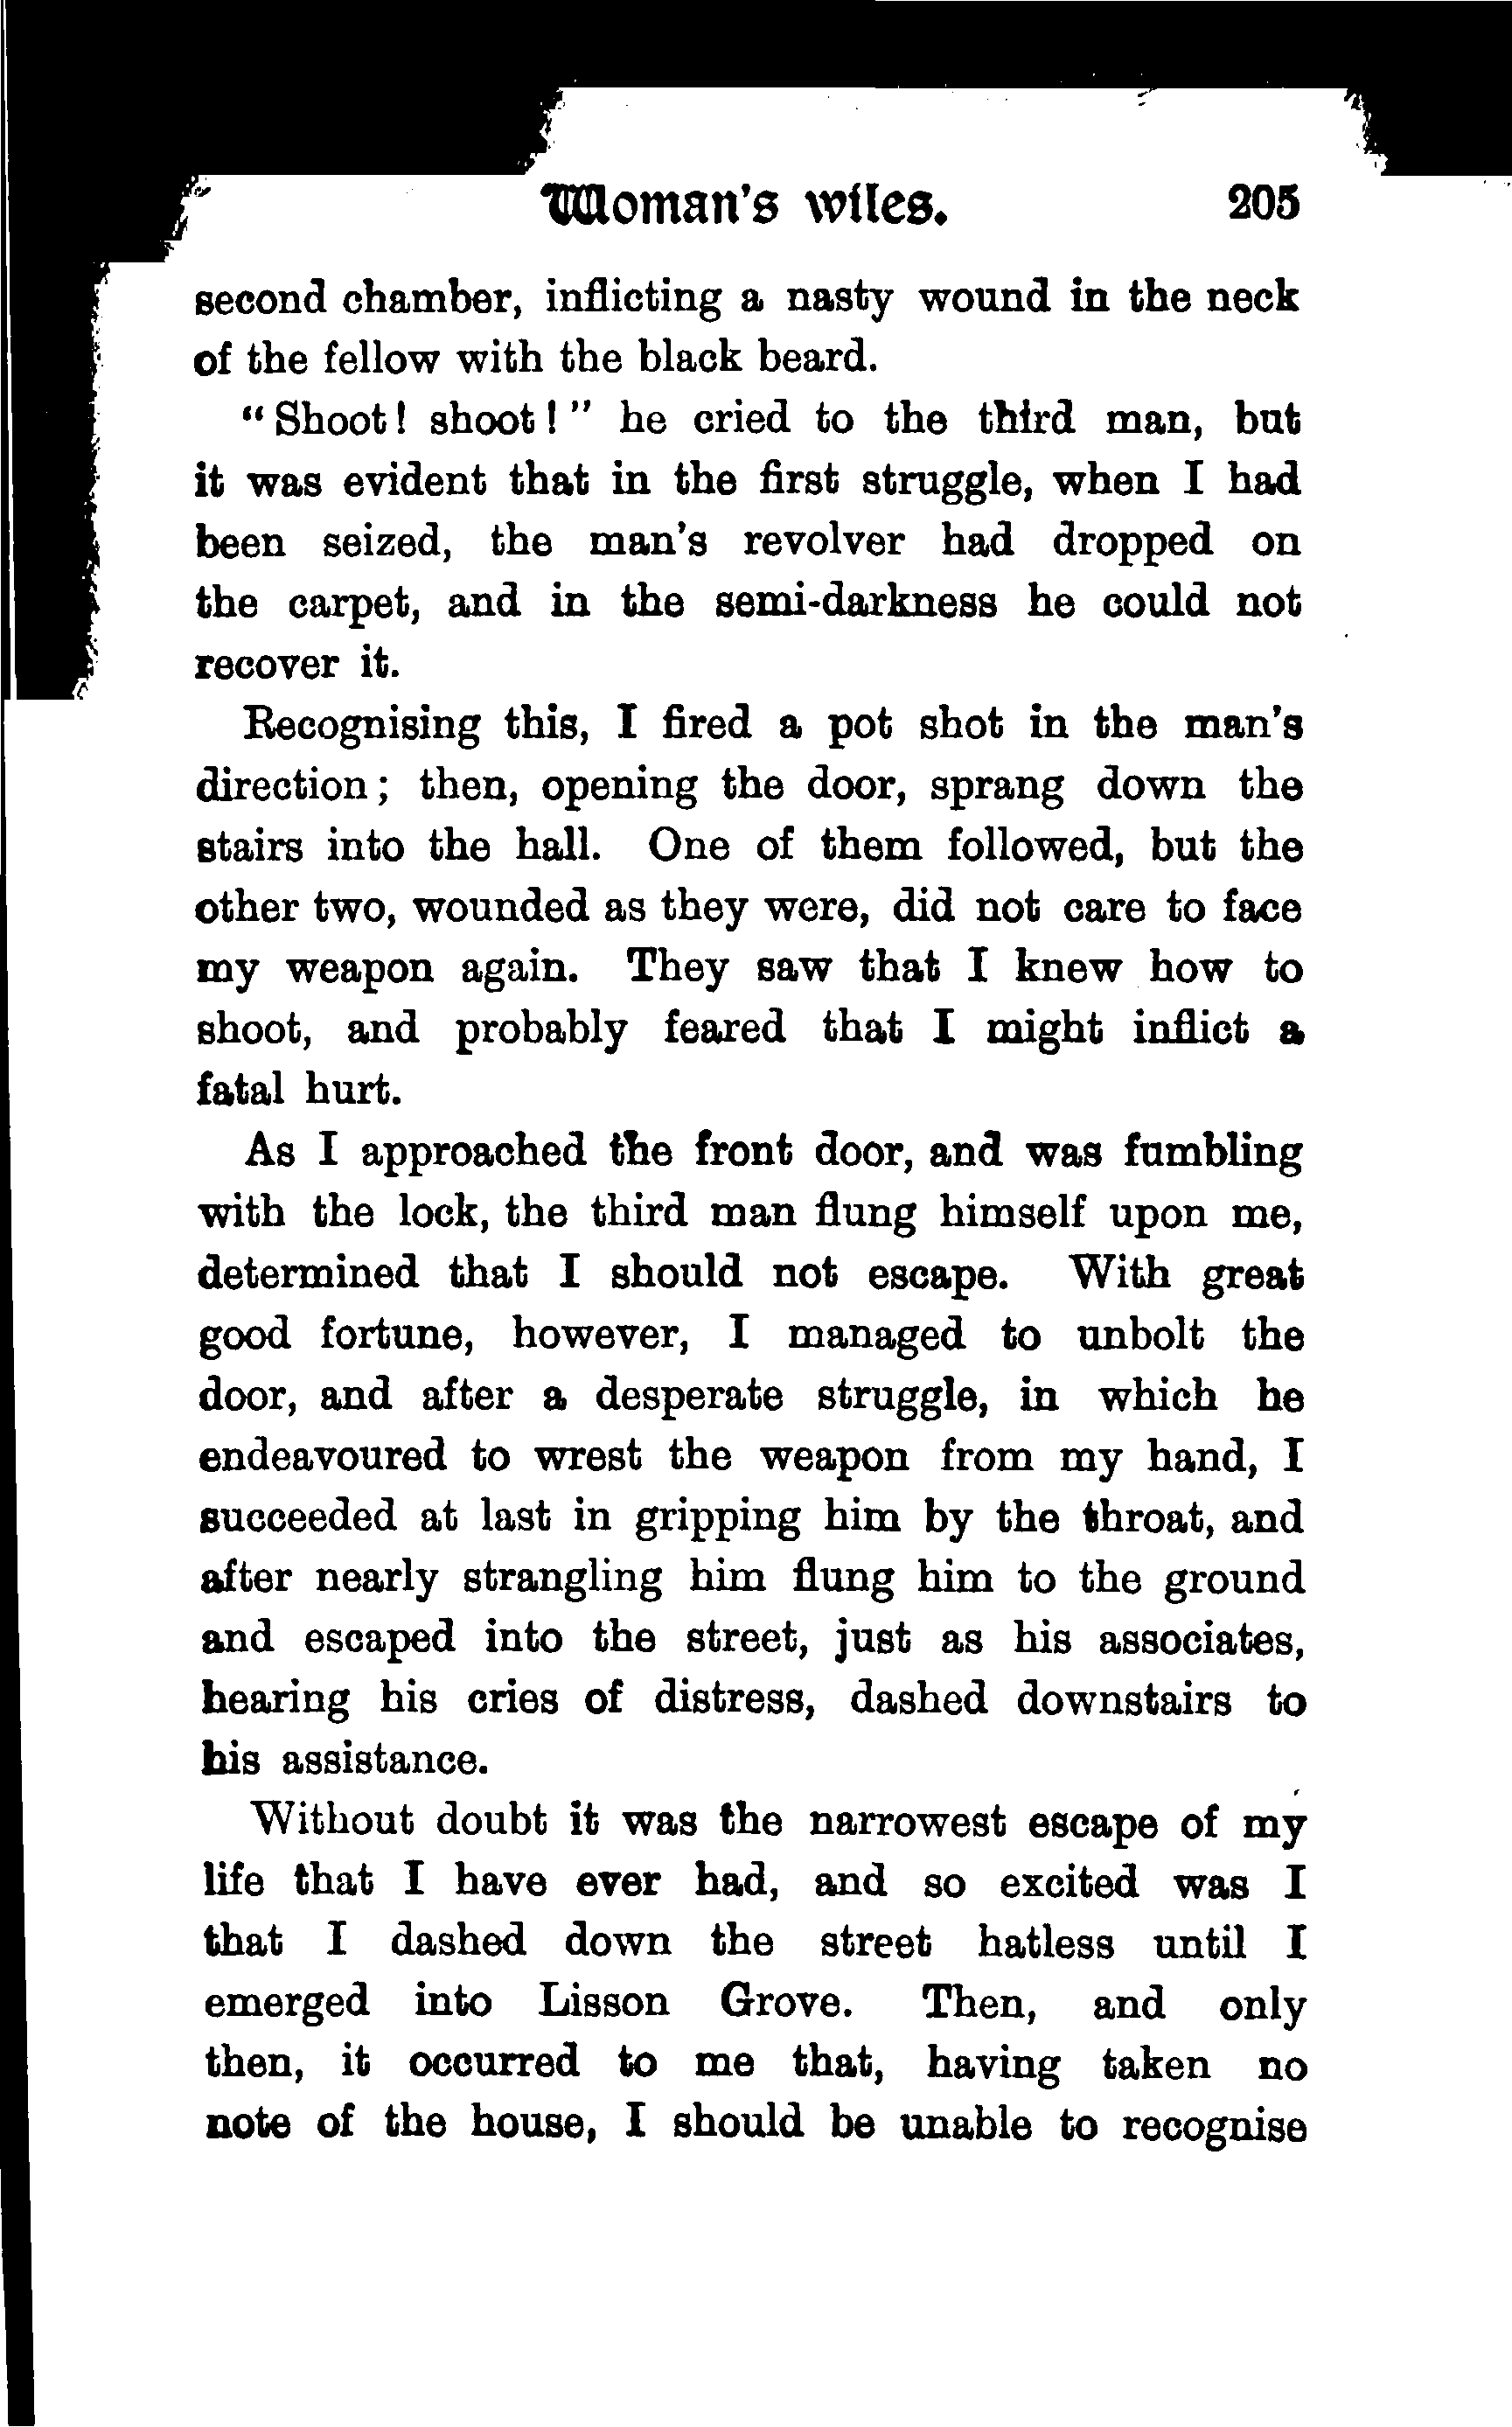 Woman's wiles. 205
second chamber, inflicting a nasty wound in the neck
of the fellow with the black beard.
"Shoot! shoot!" he cried to the third man, but
it was evident that in the first struggle, when I had
been seized, the man's revolver had dropped on
the carpet, and in the semi-darkness he could not
recover it.
Recognising this, I fired a pot shot in the man's
direction; then, opening the door, sprang down the
stairs into the hall. One of them followed, but the
other two, wounded as they were, did not care to face
my weapon again. They saw that I knew how to
shoot, and probably feared that I might inflict a
fatal hurt.
As I approached the front door, and was fumbling
with the lock, the third man flung himself upon me,
determined that I should not escape. With great
good fortune, however, I managed to unbolt the
door, and after a desperate struggle, in which he
endeavoured to wrest the weapon from my hand, I
succeeded at last in gripping him by the throat, and
after nearly strangling him flung him to the ground
and escaped into the street, just as his associates,
hearing his cries of distress, dashed downstairs to
his assistance.
Without doubt it was the narrowest escape of my
life that I have ever had, and so excited was I
that I dashed down the street hatless until I
emerged into Lisson Grove. Then, and only
then, it occurred to me that, having taken no
note of the house, I should be unable to recognise